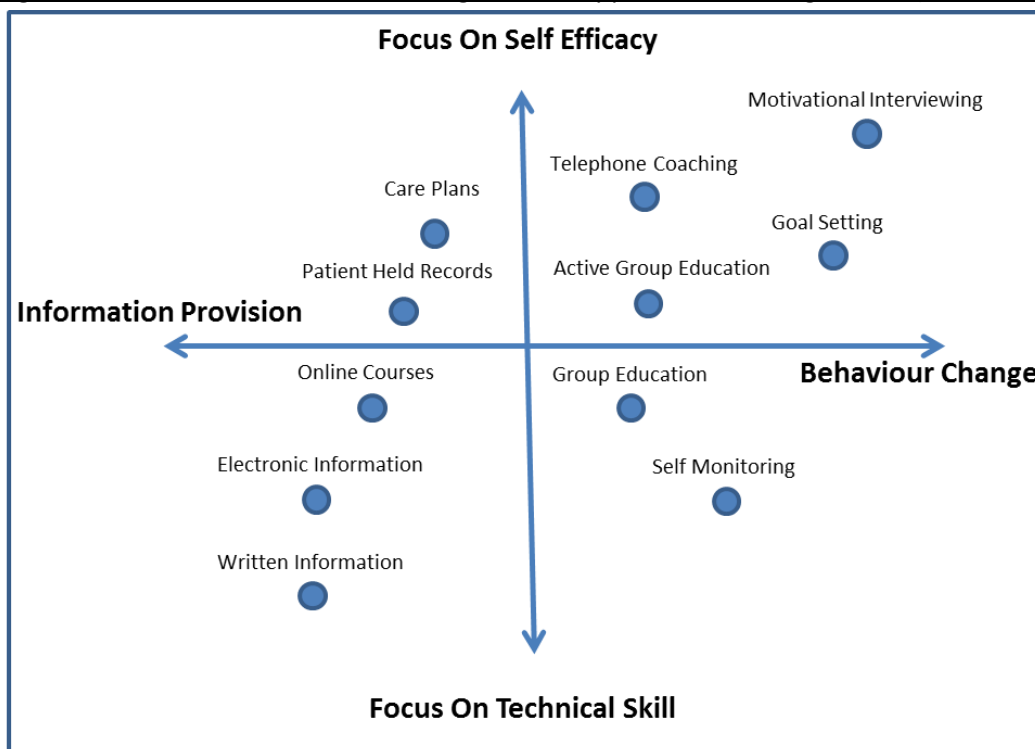 Focus On Self Efficacy
Motivational Interviewing
Telephone Coaching
Care Plans
Goal Setting
Patient Held Records
Active Group Education
Information Provision
Behaviour Change
Online Courses
Group Education
Electronic Information
Self Monitoring
Written Information
Focus On Technical Skill